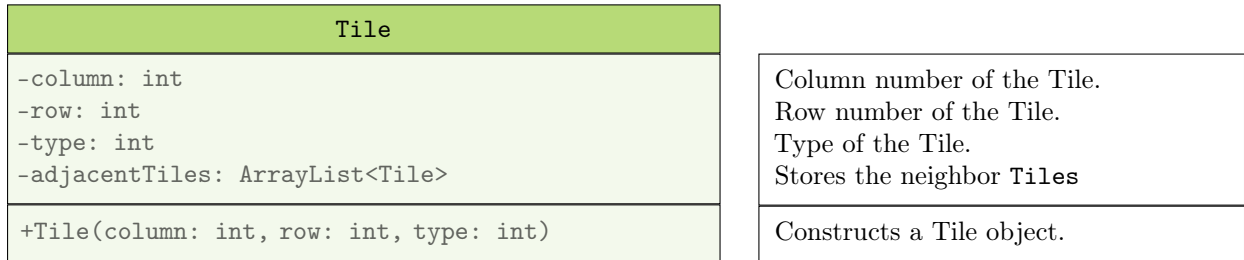 Tile
-column: int
-row: int
-type: int
-adjacentTiles: ArrayList<Tile>
+Tile(column: int, row: int, type: int)
Column number of the Tile.
Row number of the Tile.
Type of the Tile.
Stores the neighbor Tiles
Constructs a Tile object.